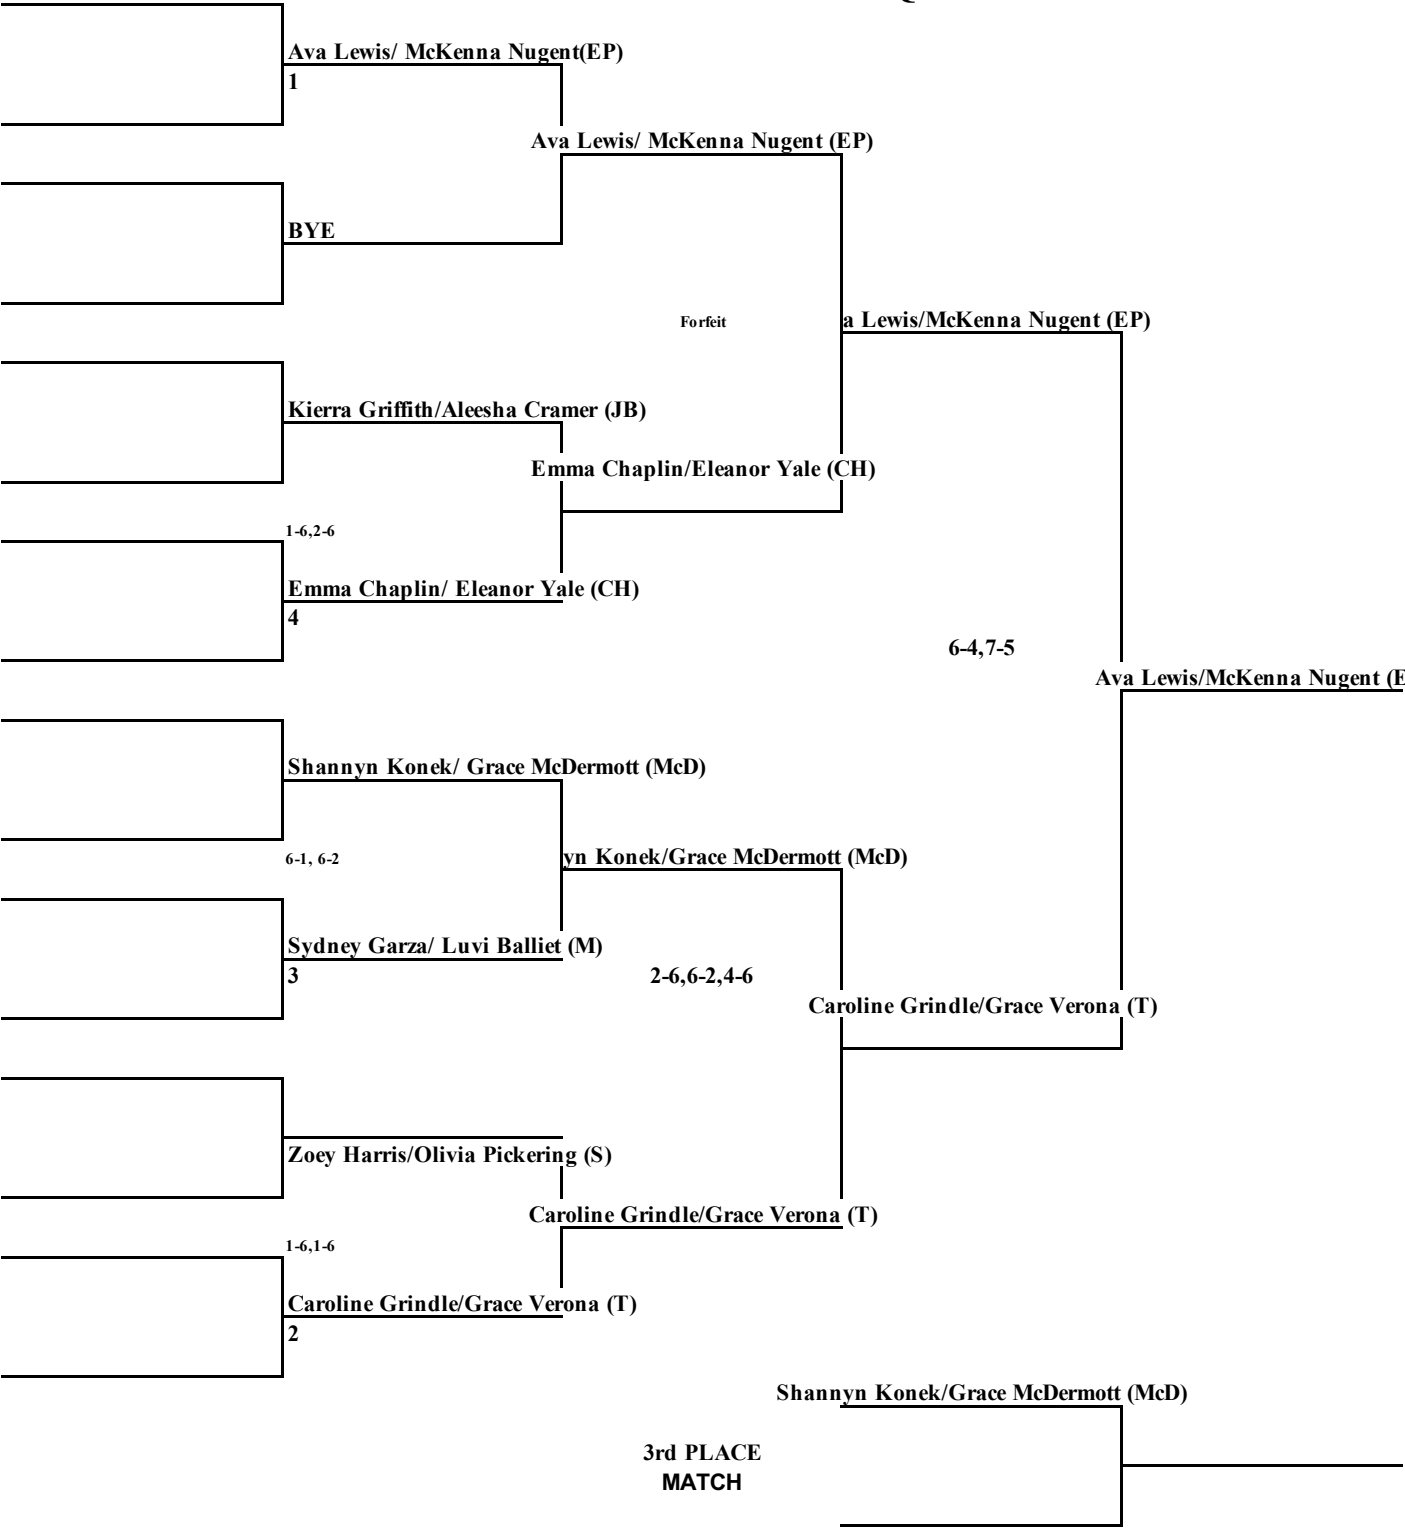 Ava Lewis/ McKenna Nugent(EP)
1
Ava Lewis/ McKenna Nugent (EP)
BYE
Forfeit
a Lewis/McKenna Nugent (EP)
Kierra Griffith/Aleesha Cramer (JB)
Emma Chaplin/Eleanor Yale (CH)
1-6,2-6
Emma Chaplin/ Eleanor Yale (CH)
4
6-4,7-5
Ava Lewis/McKenna Nugent (E
Shannyn Konek/ Grace McDermott (McD)
6-1, 6-2
yn Konek/Grace McDermott (McD)
Sydney Garza/ Luvi Balliet (M)
3
2-6,6-2,4-6
Caroline Grindle/Grace Verona (T)
Zoey Harris/Olivia Pickering (S)
Caroline Grindle/Grace Verona (T)
1-6,1-6
Caroline Grindle/Grace Verona (T)
2
Shannyn Konek/Grace McDermott (McD)
3rd PLACE
MATCH